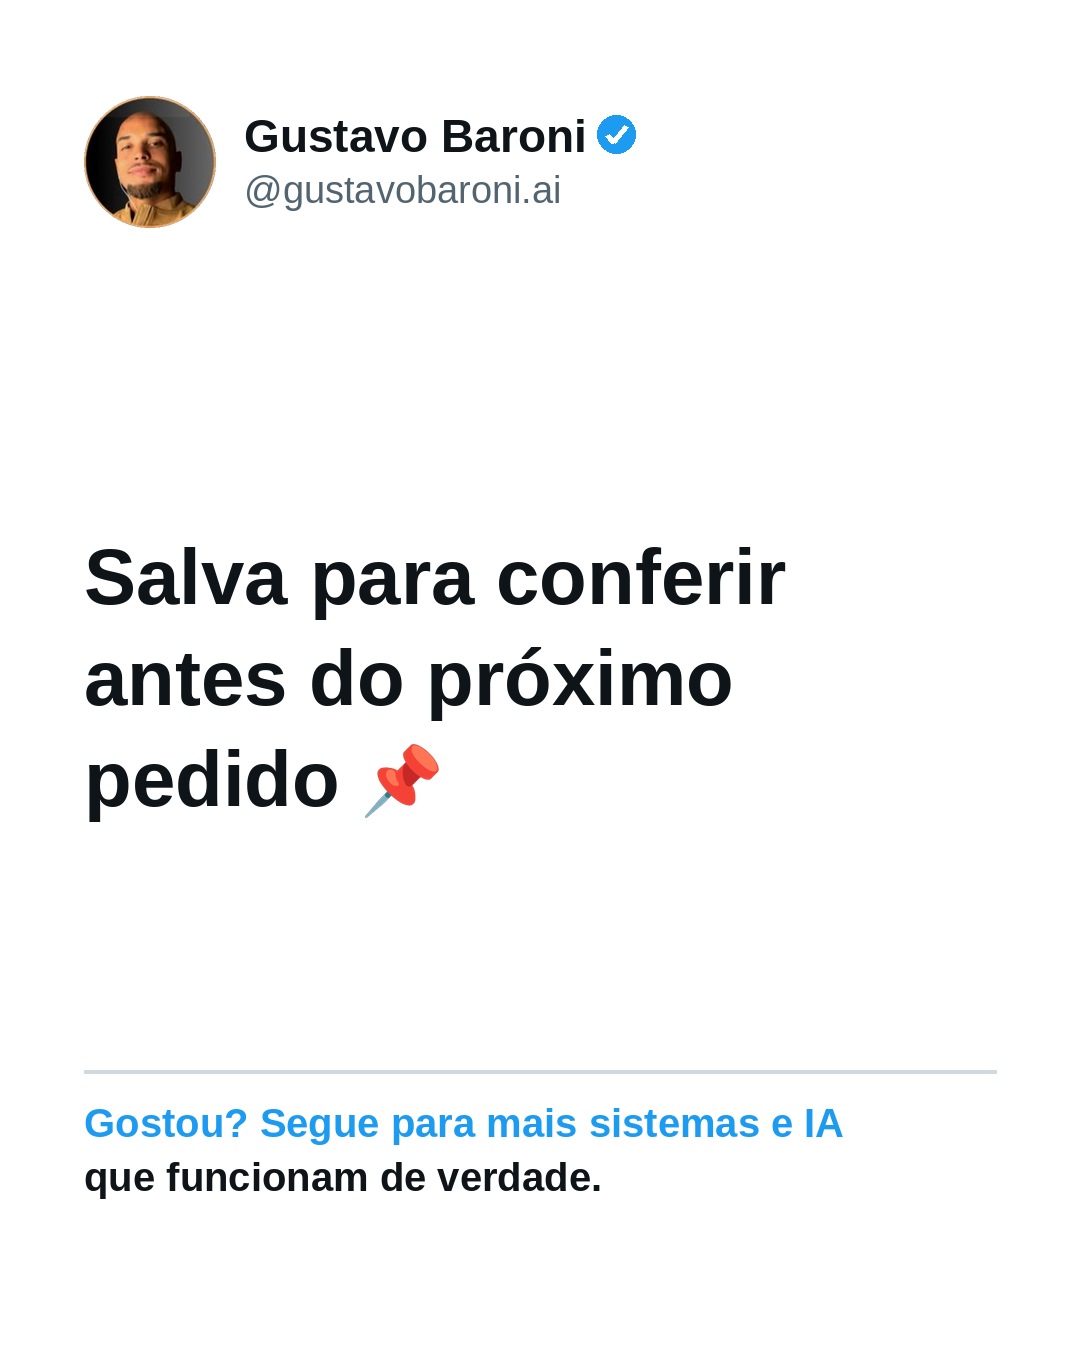 Gustavo Baroni
@gustavobaroni.ai
Salva para conferir
antes do próximo
pedido 📌
Gostou? Segue para mais sistemas e IA
que funcionam de verdade.